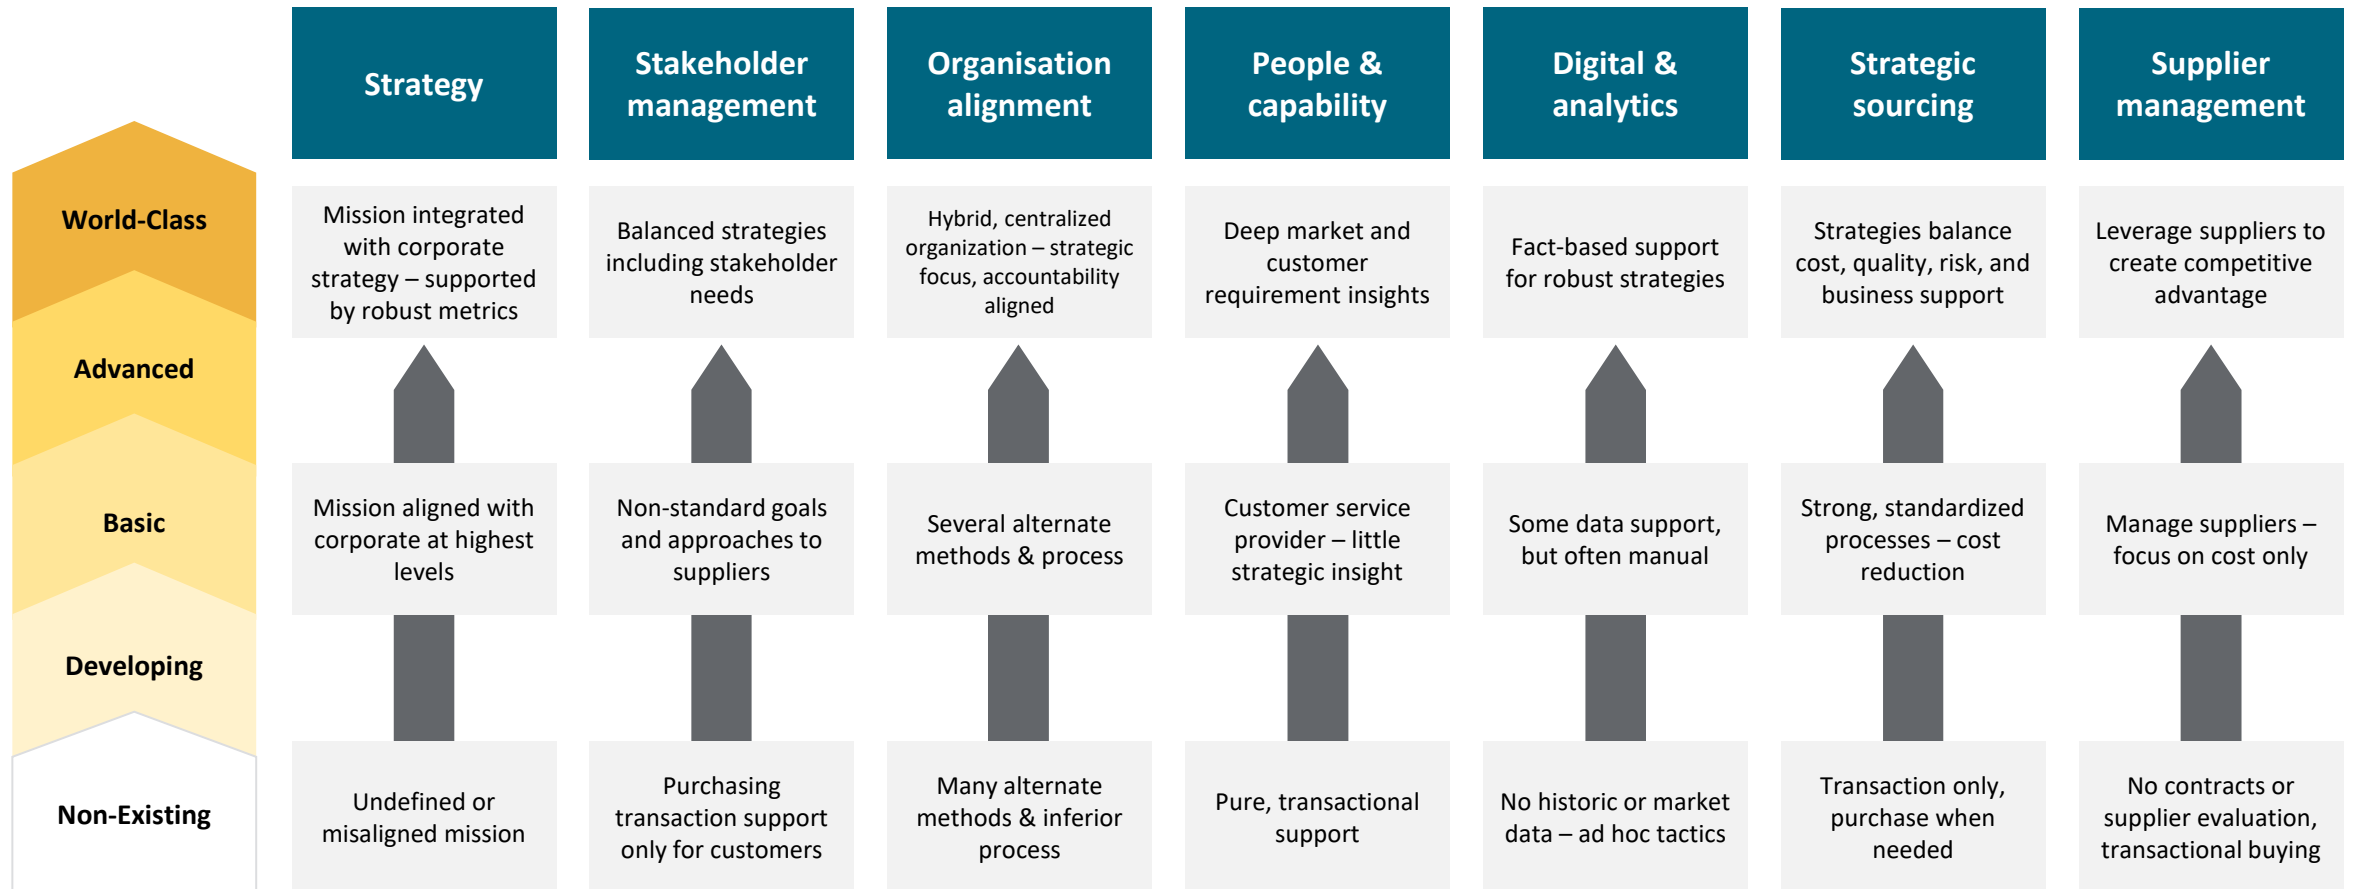 Strategy
Stakeholder
management
Organisation
alignment
People &
capability
Digital &
analytics
Strategic
sourcing
Supplier
management
World-Class
Mission integrated
with corporate
strategy – supported
by robust metrics
Balanced strategies
including stakeholder
needs
Hybrid, centralized
organization – strategic
focus, accountability
aligned
Deep market and
customer
requirement insights
Fact-based support
for robust strategies
Strategies balance
cost, quality, risk, and
business support
Leverage suppliers to
create competitive
advantage
Advanced
Basic
Mission aligned with
corporate at highest
levels
Non-standard goals
and approaches to
suppliers
Several alternate
methods & process
Customer service
provider – little
strategic insight
Some data support,
but often manual
Strong, standardized
processes – cost
reduction
Manage suppliers –
focus on cost only
Developing
Non-Existing
Undefined or
misaligned mission
Purchasing
transaction support
only for customers
Many alternate
methods & inferior
process
Pure, transactional
support
No historic or market
data – ad hoc tactics
Transaction only,
purchase when
needed
No contracts or
supplier evaluation,
transactional buying